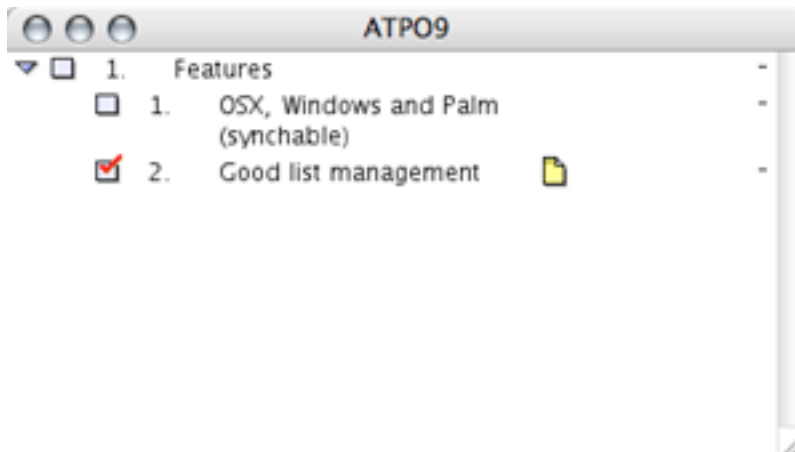 ATPO9
1. Features -
1. OSX, Windows and Palm -
(synchable)
2. Good list management -